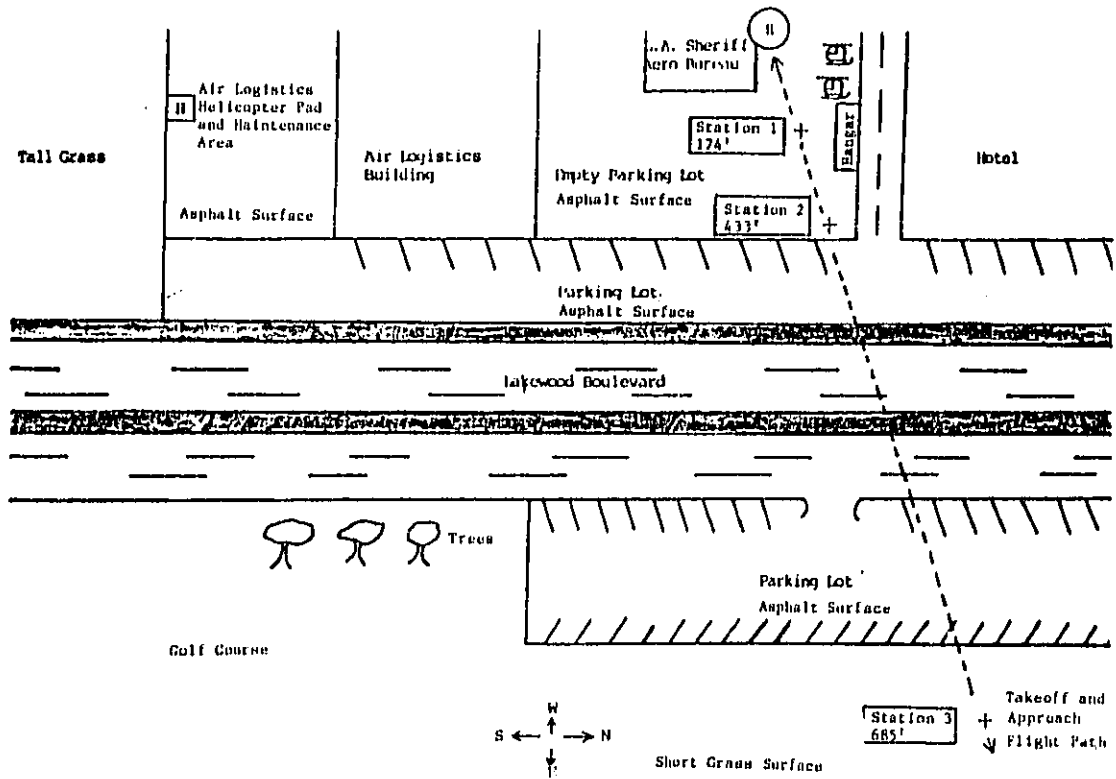 H
L.A. Sheriff
Aero Bureau
H
Air Logistics
Helicopter Pad
and Maintenance
Area
Tall Grass
Air Logistics
Building
Asphalt Surface
Station 1
174'
Hangar
Hotel
Empty Parking Lot
Asphalt Surface
Station 2
433'
Parking Lot
Asphalt Surface
Lakewood Boulevard
Trees
Parking Lot
Asphalt Surface
Golf Course
W
S
N
E
Station 3
685'
Takeoff and
Approach
Flight Path
Short Grass Surface